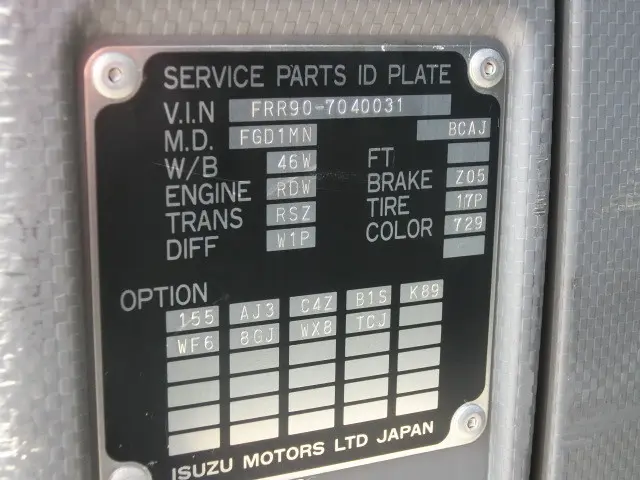 SERVICE PARTS ID PLATE
V.I.N FRR90-7040031
M.D. FGD1MN BCAJ
W/B 46W FT
ENGINE RDW BRAKE Z05
TRANS RSZ TIRE 17P
DIFF W1P COLOR 729
OPTION
155 AJ3 C4Z B1S K89
WF6 8GJ WX8 TCJ
ISUZU MOTORS LTD JAPAN